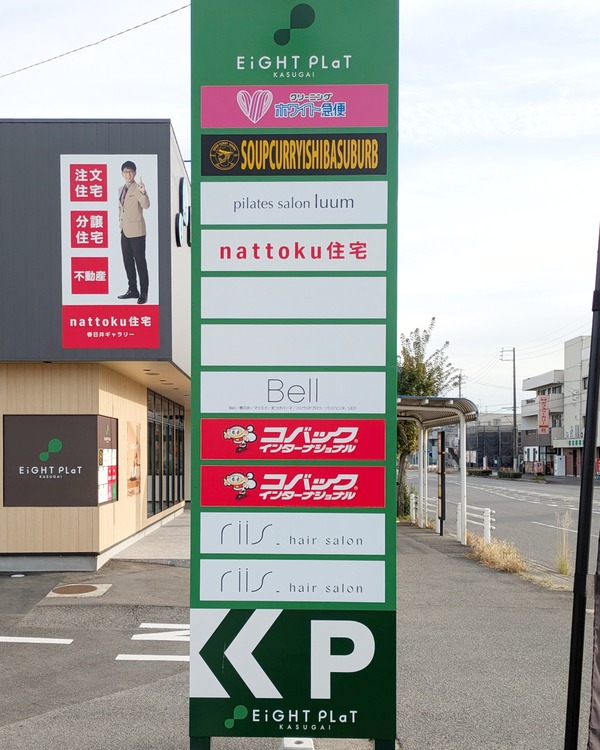 EiGHT PLaT
KASUGAI
クリーニング
ホワイト急便
SOUPCURRYISHIBASUBURB
pilates salon luum
nattoku住宅
Bell
コバック
インターナショナル
コバック
インターナショナル
riis_ hair salon
riis_ hair salon
P
EiGHT PLaT
KASUGAI
注文
住宅
分譲
住宅
不動産
nattoku住宅
春日井ギャラリー
EiGHT PLaT
KASUGAI